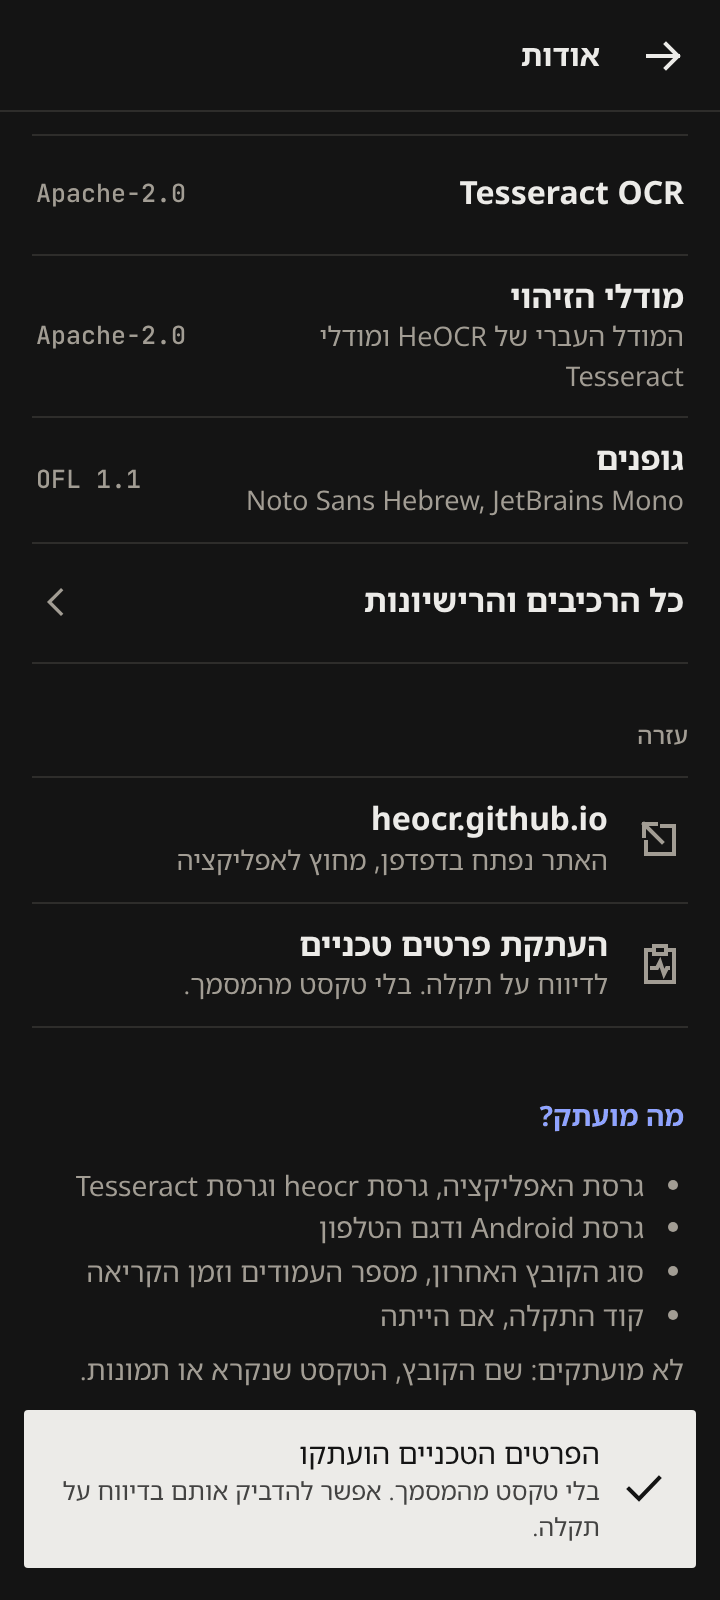 אודות
Tesseract OCR
Apache-2.0
מודלי הזיהוי
המודל העברי של HeOCR ומודלי
Tesseract
Apache-2.0
גופנים
Noto Sans Hebrew, JetBrains Mono
OFL 1.1
כל הרכיבים והרישיונות
עזרה
heocr.github.io
האתר נפתח בדפדפן, מחוץ לאפליקציה
העתקת פרטים טכניים
לדיווח על תקלה. בלי טקסט מהמסמך.
מה מועתק?
• גרסת האפליקציה, גרסת heocr וגרסת Tesseract
• גרסת Android ודגם הטלפון
• סוג הקובץ האחרון, מספר העמודים וזמן הקריאה
• קוד התקלה, אם הייתה
לא מועתקים: שם הקובץ, הטקסט שנקרא או תמונות.
הפרטים הטכניים הועתקו
בלי טקסט מהמסמך. אפשר להדביק אותם בדיווח על
תקלה.